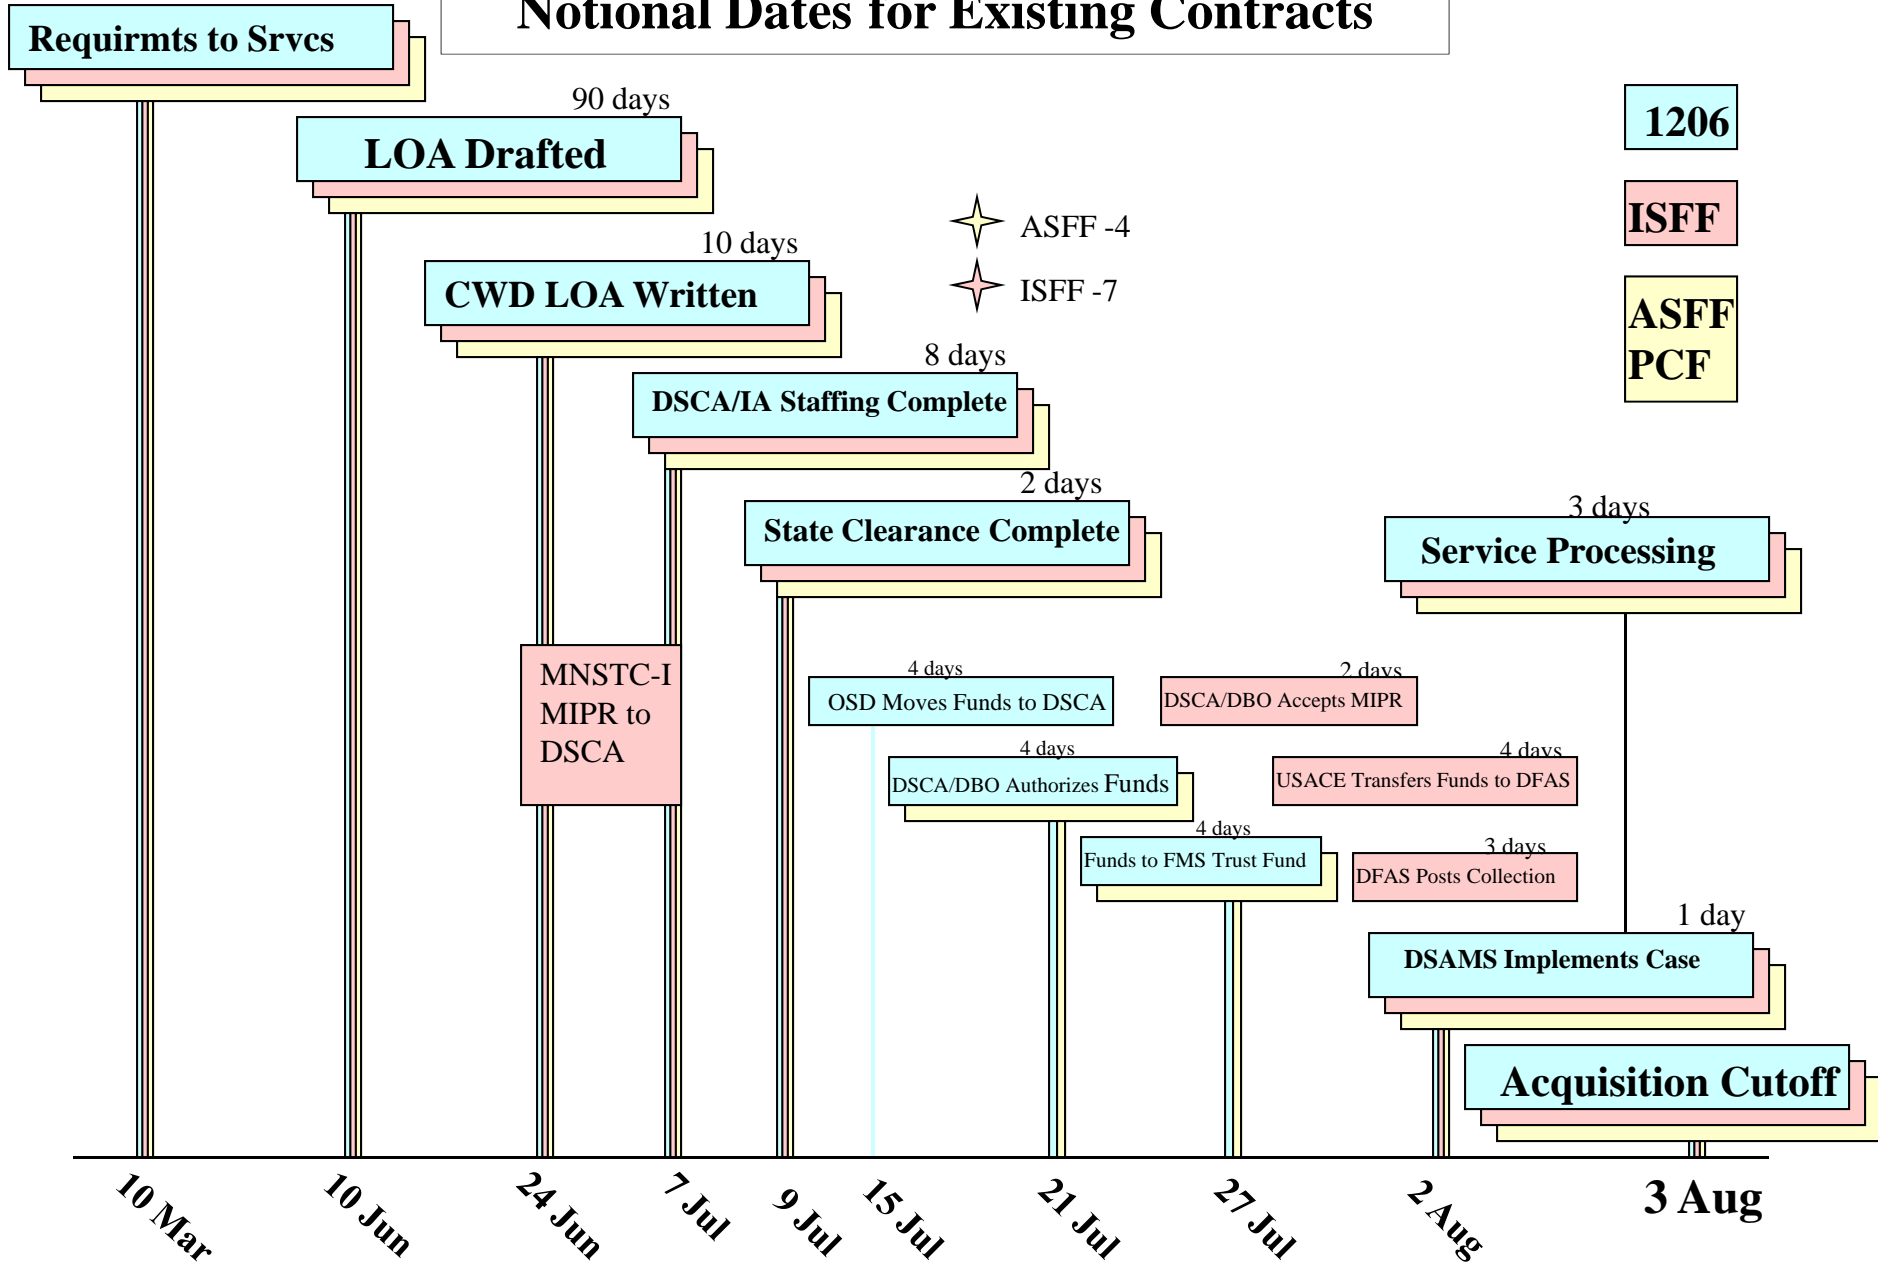 Notional Dates for Existing Contracts
Requirmts to Srvcs
90 days
LOA Drafted
10 days
CWD LOA Written
8 days
DSCA/IA Staffing Complete
2 days
State Clearance Complete
ASFF -4
ISFF -7
1206
ISFF
ASFF
PCF
3 days
Service Processing
MNSTC-I
MIPR to
DSCA
4 days
OSD Moves Funds to DSCA
2 days
DSCA/DBO Accepts MIPR
4 days
DSCA/DBO Authorizes Funds
4 days
USACE Transfers Funds to DFAS
4 days
Funds to FMS Trust Fund
3 days
DFAS Posts Collection
1 day
DSAMS Implements Case
Acquisition Cutoff
10 Mar
10 Jun
24 Jun
7 Jul
9 Jul
15 Jul
21 Jul
27 Jul
2 Aug
3 Aug